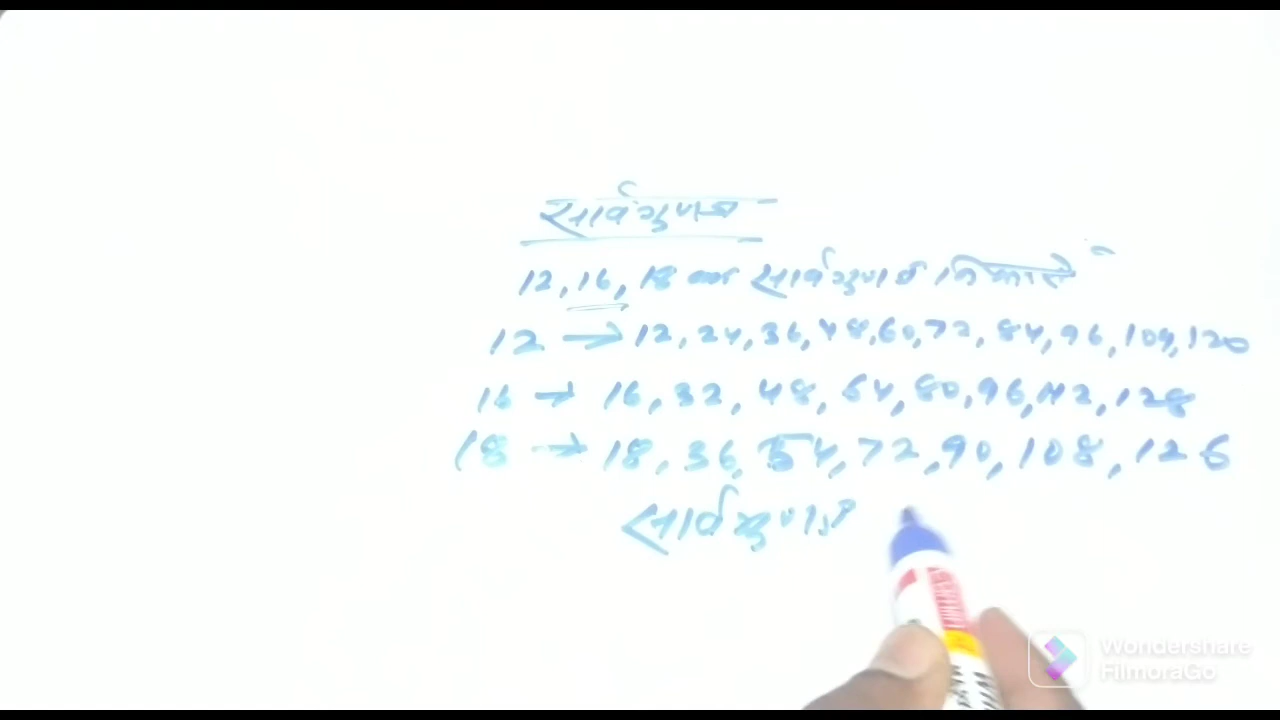 सार्वगुणज
12, 16, 18 का सार्वगुणज निकालें
12 → 12, 24, 36, 48, 60, 72, 84, 96, 108, 120
16 → 16, 32, 48, 64, 80, 96, 112, 128
18 → 18, 36, 54, 72, 90, 108, 126
सार्वगुणज
Wondershare
FilmoraGo